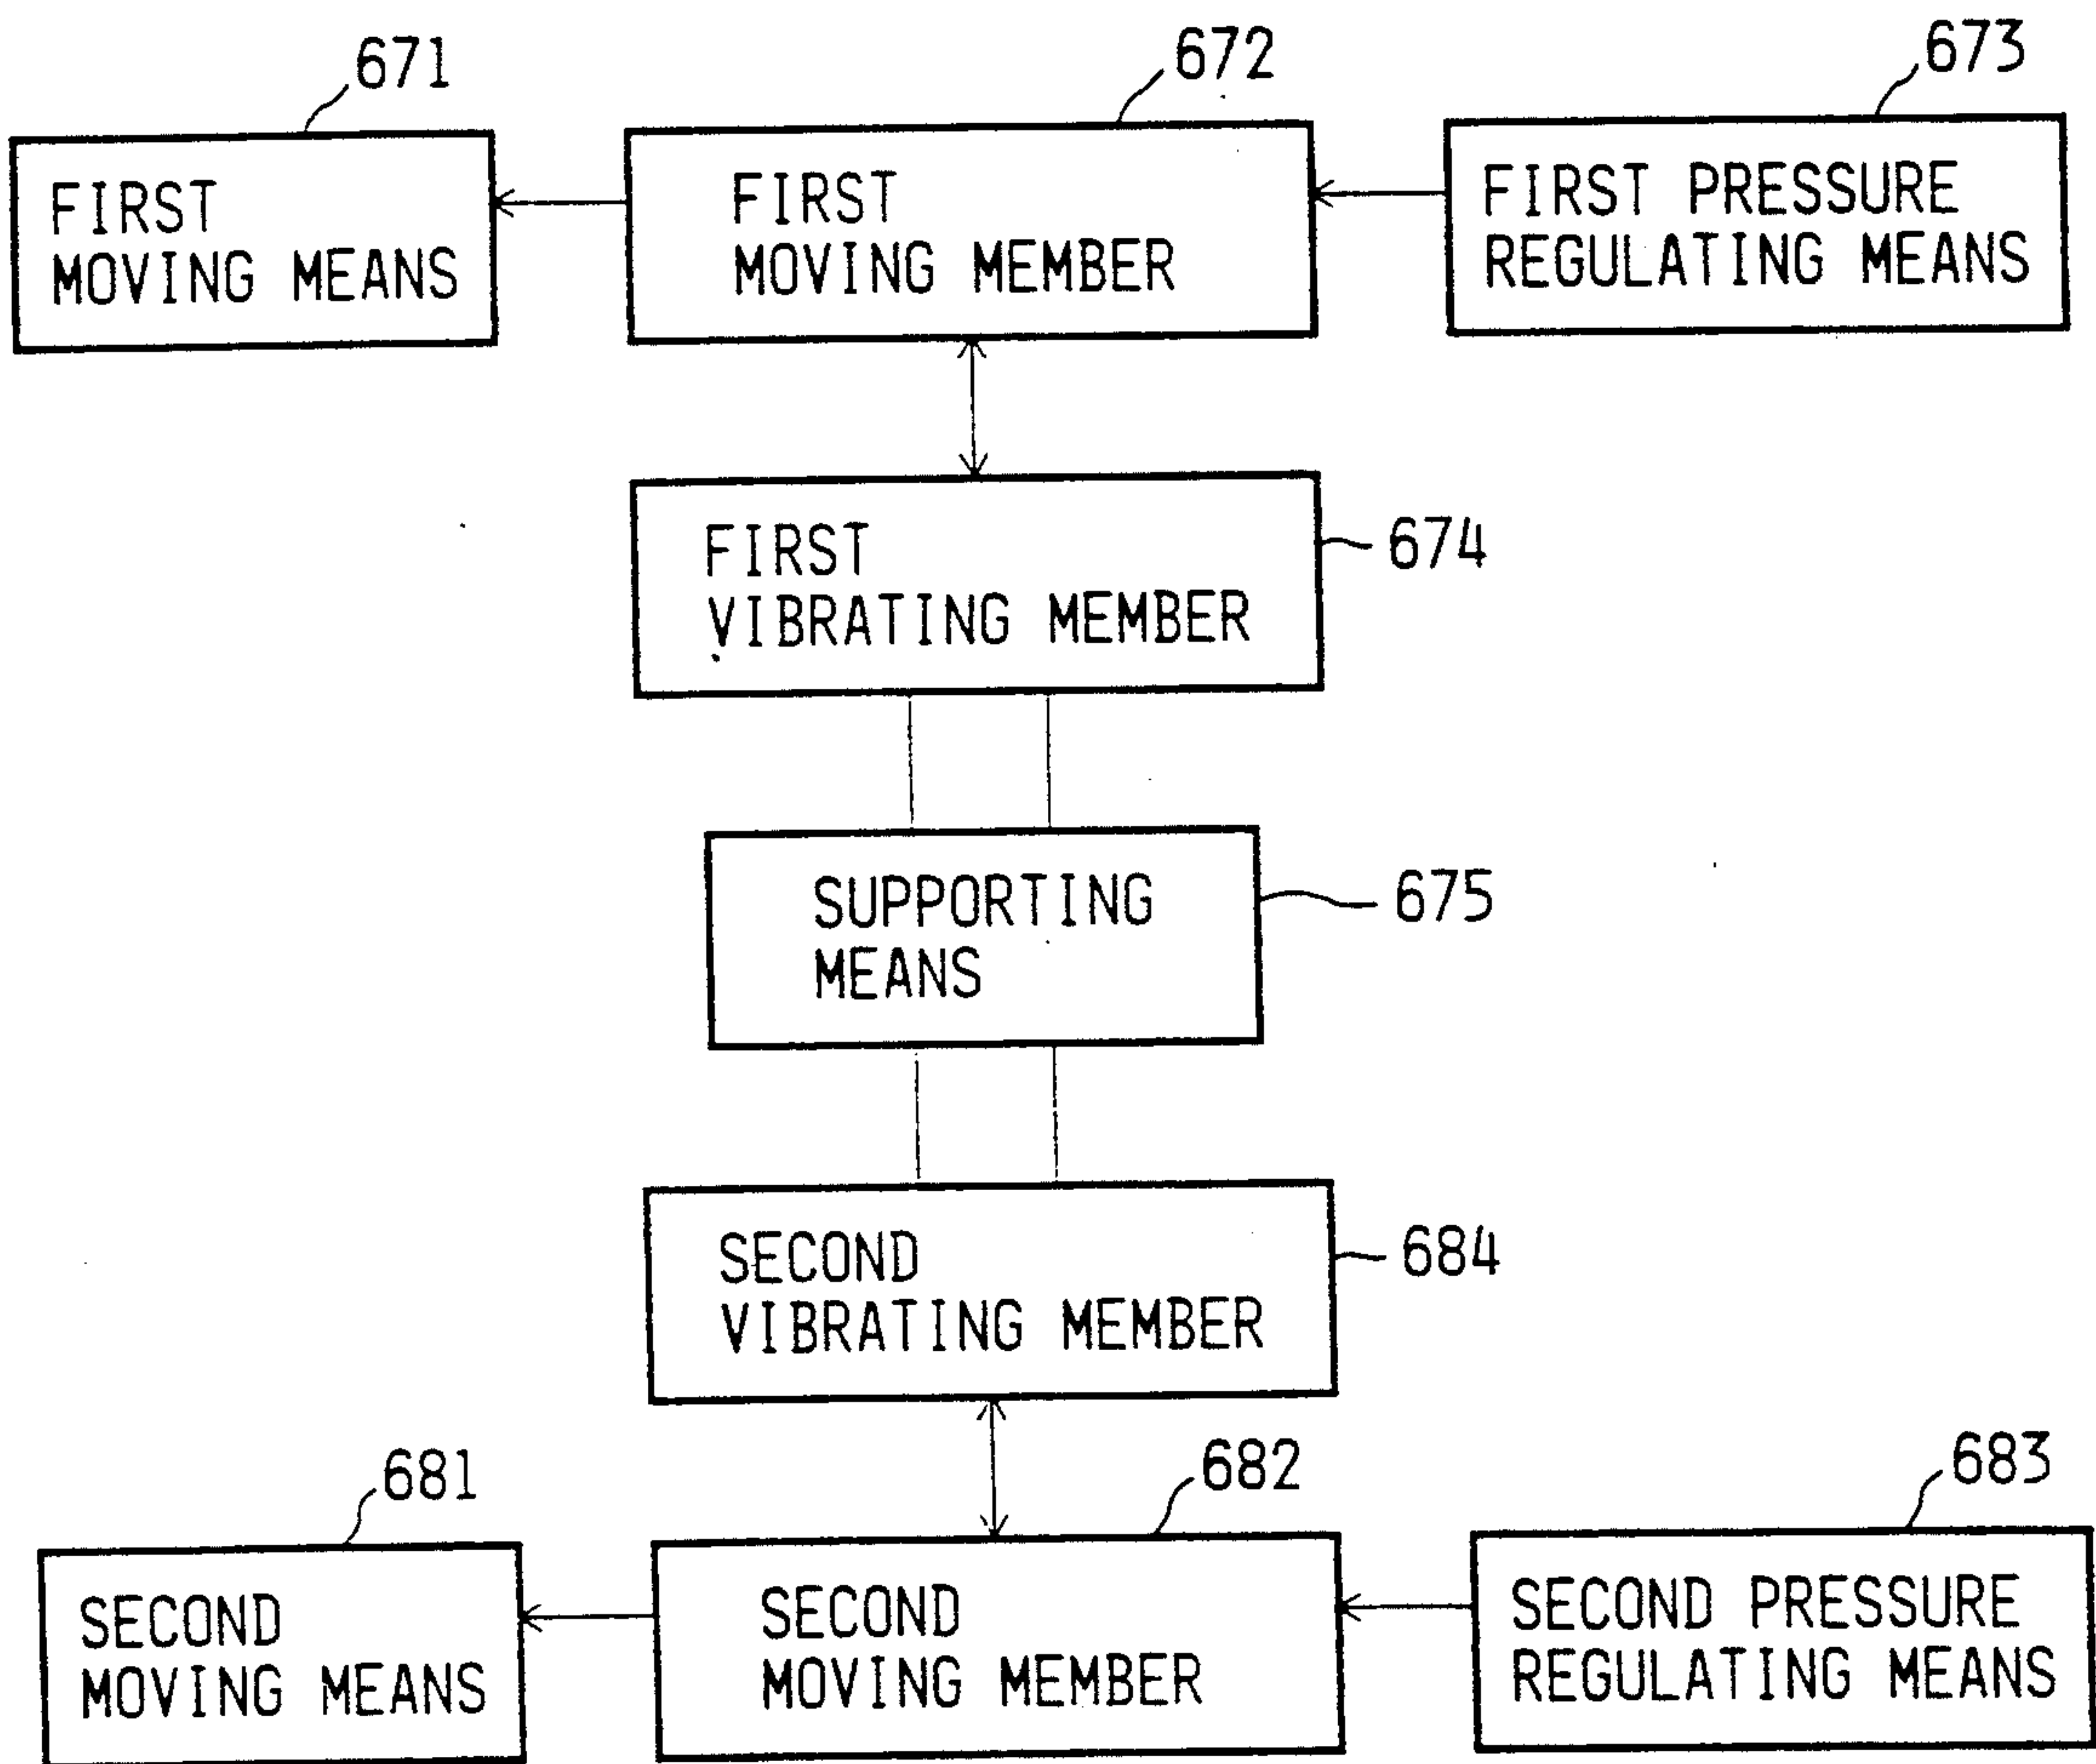 671
672
673
FIRST
MOVING MEANS
FIRST
MOVING MEMBER
FIRST PRESSURE
REGULATING MEANS
FIRST
VIBRATING MEMBER
674
SUPPORTING
MEANS
675
SECOND
VIBRATING MEMBER
684
681
682
683
SECOND
MOVING MEANS
SECOND
MOVING MEMBER
SECOND PRESSURE
REGULATING MEANS